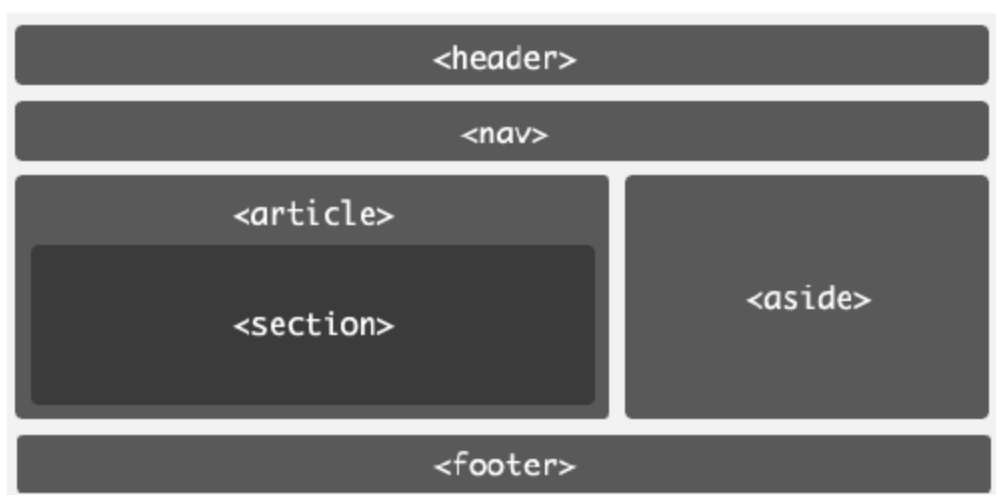 <header>
<nav>
<article>
<section>
<aside>
<footer>